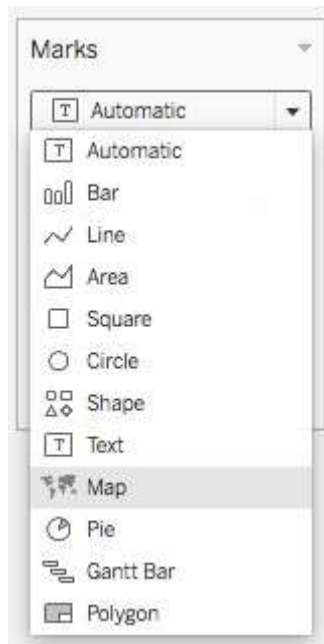 Marks
T Automatic
T Automatic
Bar
Line
Area
Square
Circle
Shape
T Text
Map
Pie
Gantt Bar
Polygon